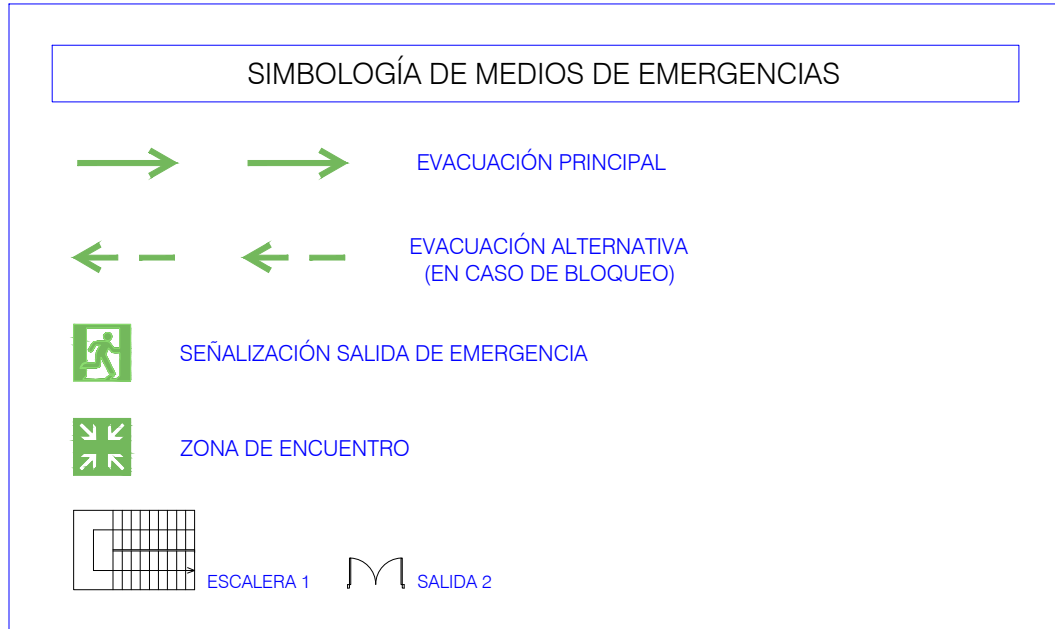 SIMBOLOGÍA DE MEDIOS DE EMERGENCIAS
EVACUACIÓN PRINCIPAL
EVACUACIÓN ALTERNATIVA
(EN CASO DE BLOQUEO)
SEÑALIZACIÓN SALIDA DE EMERGENCIA
ZONA DE ENCUENTRO
ESCALERA 1
SALIDA 2